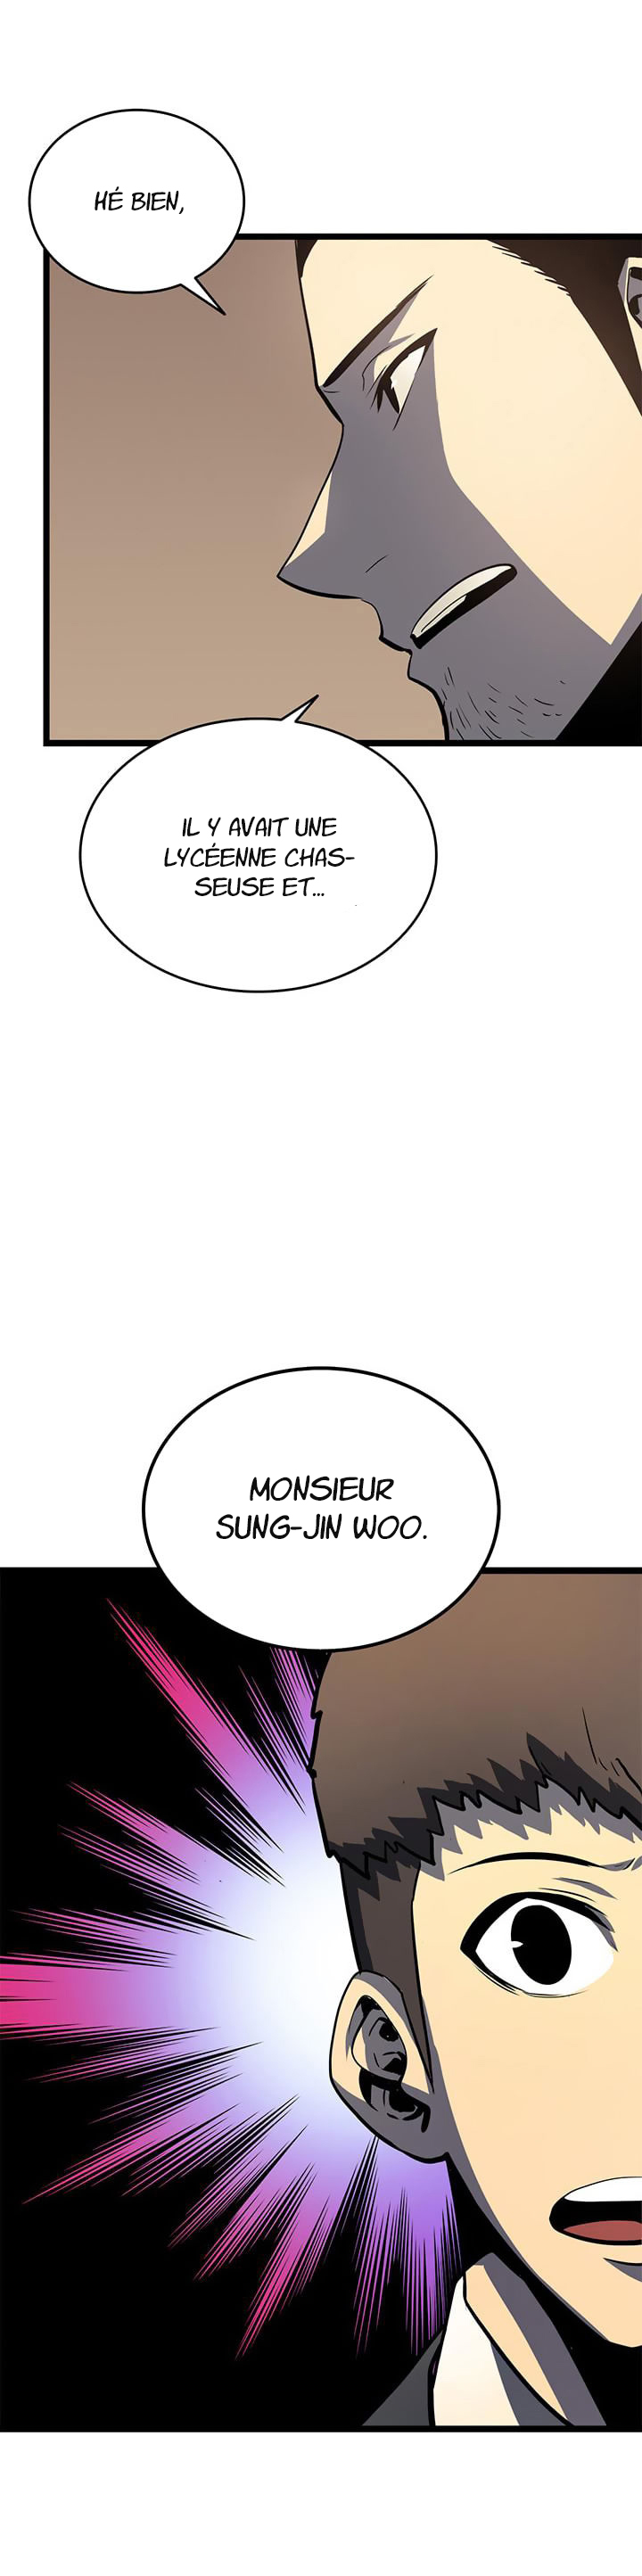 HÉ BIEN,
IL Y AVAIT UNE
LYCÉENNE CHAS-
SEUSE ET...
MONSIEUR
SUNG-JIN WOO.